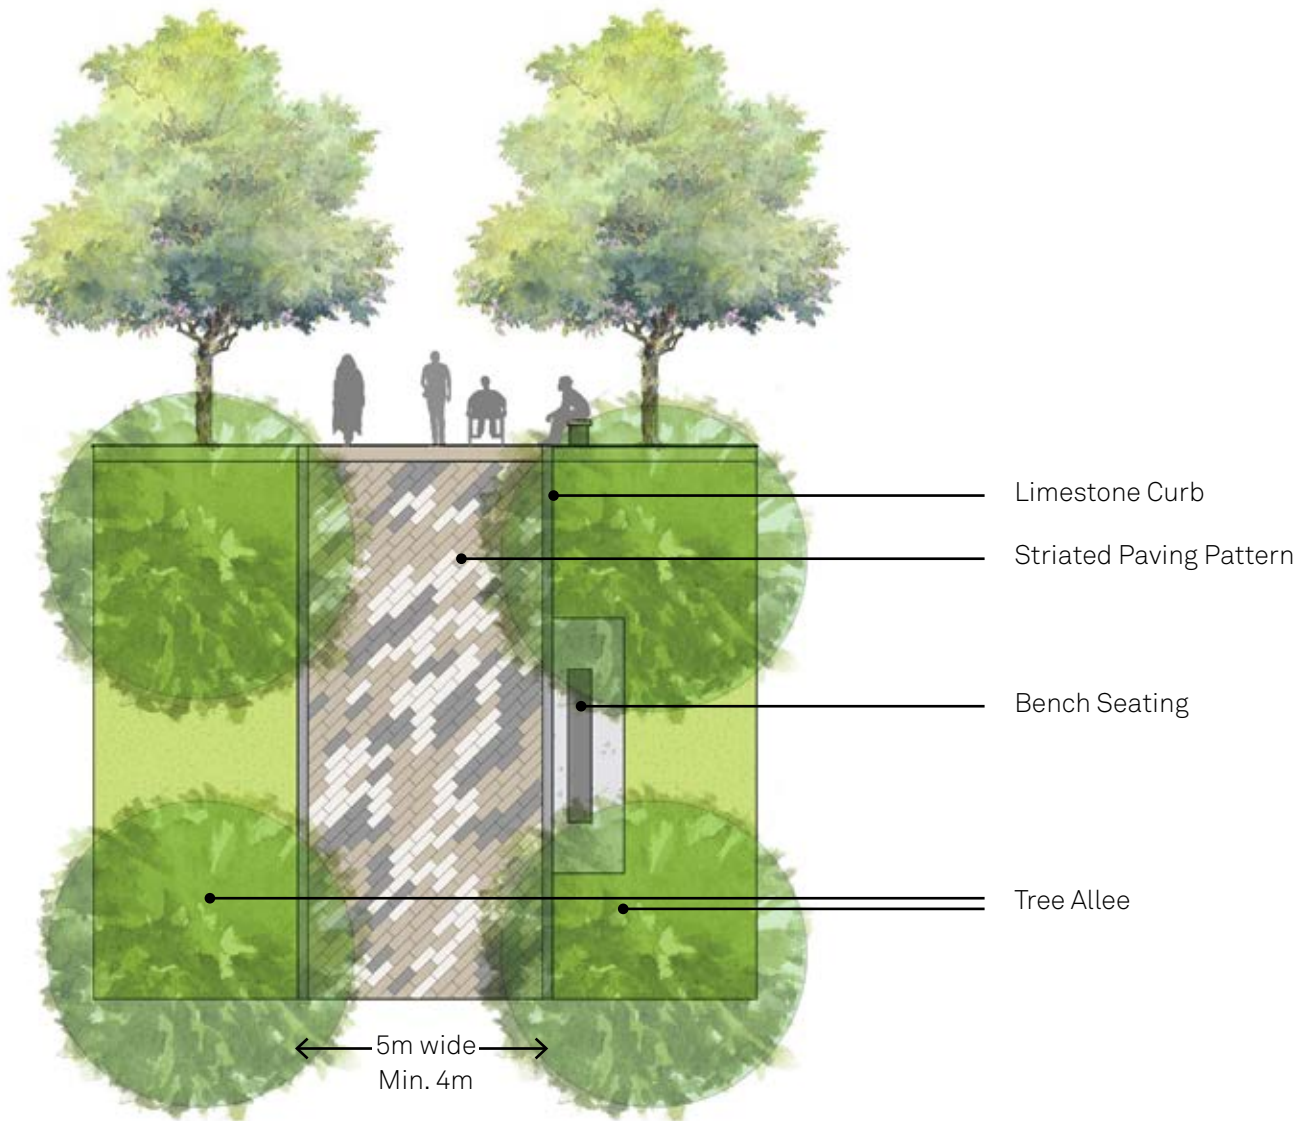 Limestone Curb
Striated Paving Pattern
Bench Seating
Tree Allee
5m wide
Min. 4m